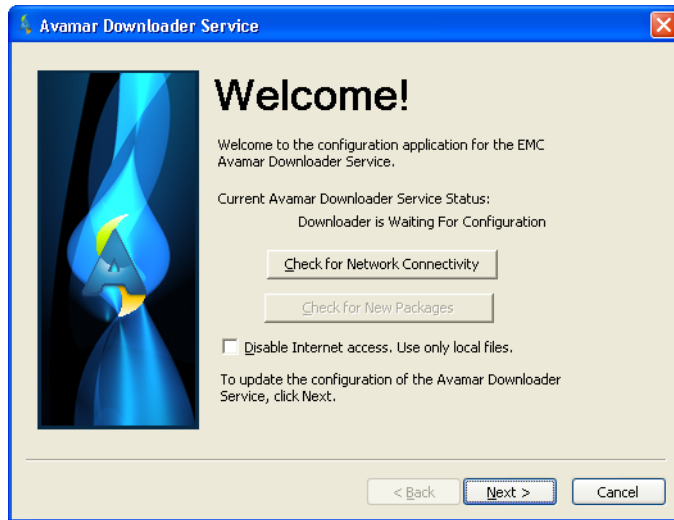 Avamar Downloader Service
Welcome!
Welcome to the configuration application for the EMC
Avamar Downloader Service.
Current Avamar Downloader Service Status:
Downloader is Waiting For Configuration
Check for Network Connectivity
Check for New Packages
Disable Internet access. Use only local files.
To update the configuration of the Avamar Downloader
Service, click Next.
< Back
Next >
Cancel